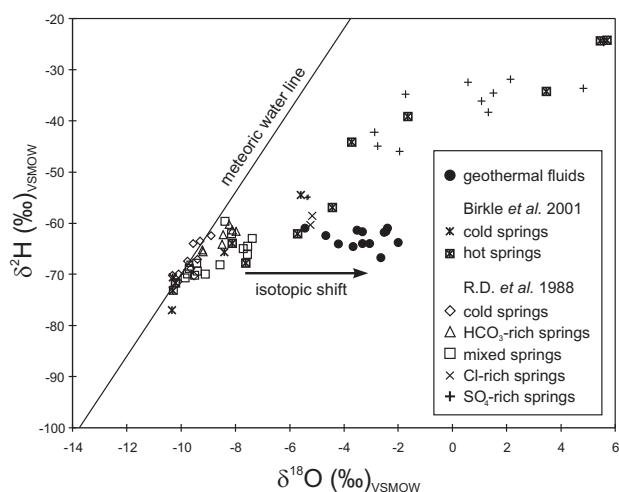 -20
-30
-40
-50
-60
-70
-80
-90
-100
δ²H (‰)VSMOW
meteoric water line
isotopic shift
geothermal fluids
Birkle et al. 2001
cold springs
hot springs
R.D. et al. 1988
cold springs
HCO₃-rich springs
mixed springs
Cl-rich springs
SO₄-rich springs
-14 -12 -10 -8 -6 -4 -2 0 2 4 6
δ¹⁸O (‰)VSMOW